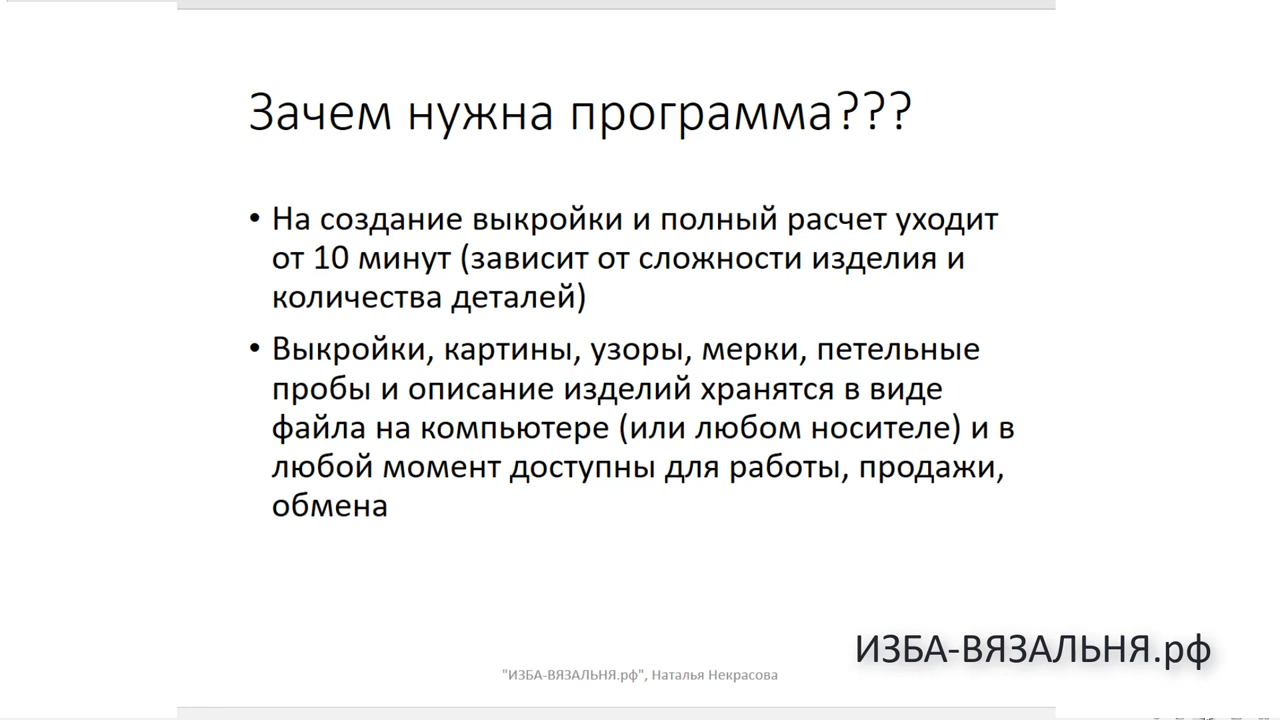 Зачем нужна программа???
• На создание выкройки и полный расчет уходит
от 10 минут (зависит от сложности изделия и
количества деталей)
• Выкройки, картины, узоры, мерки, петельные
пробы и описание изделий хранятся в виде
файла на компьютере (или любом носителе) и в
любой момент доступны для работы, продажи,
обмена
ИЗБА-ВЯЗАЛЬНЯ.рф
"ИЗБА-ВЯЗАЛЬНЯ.рф", Наталья Некрасова